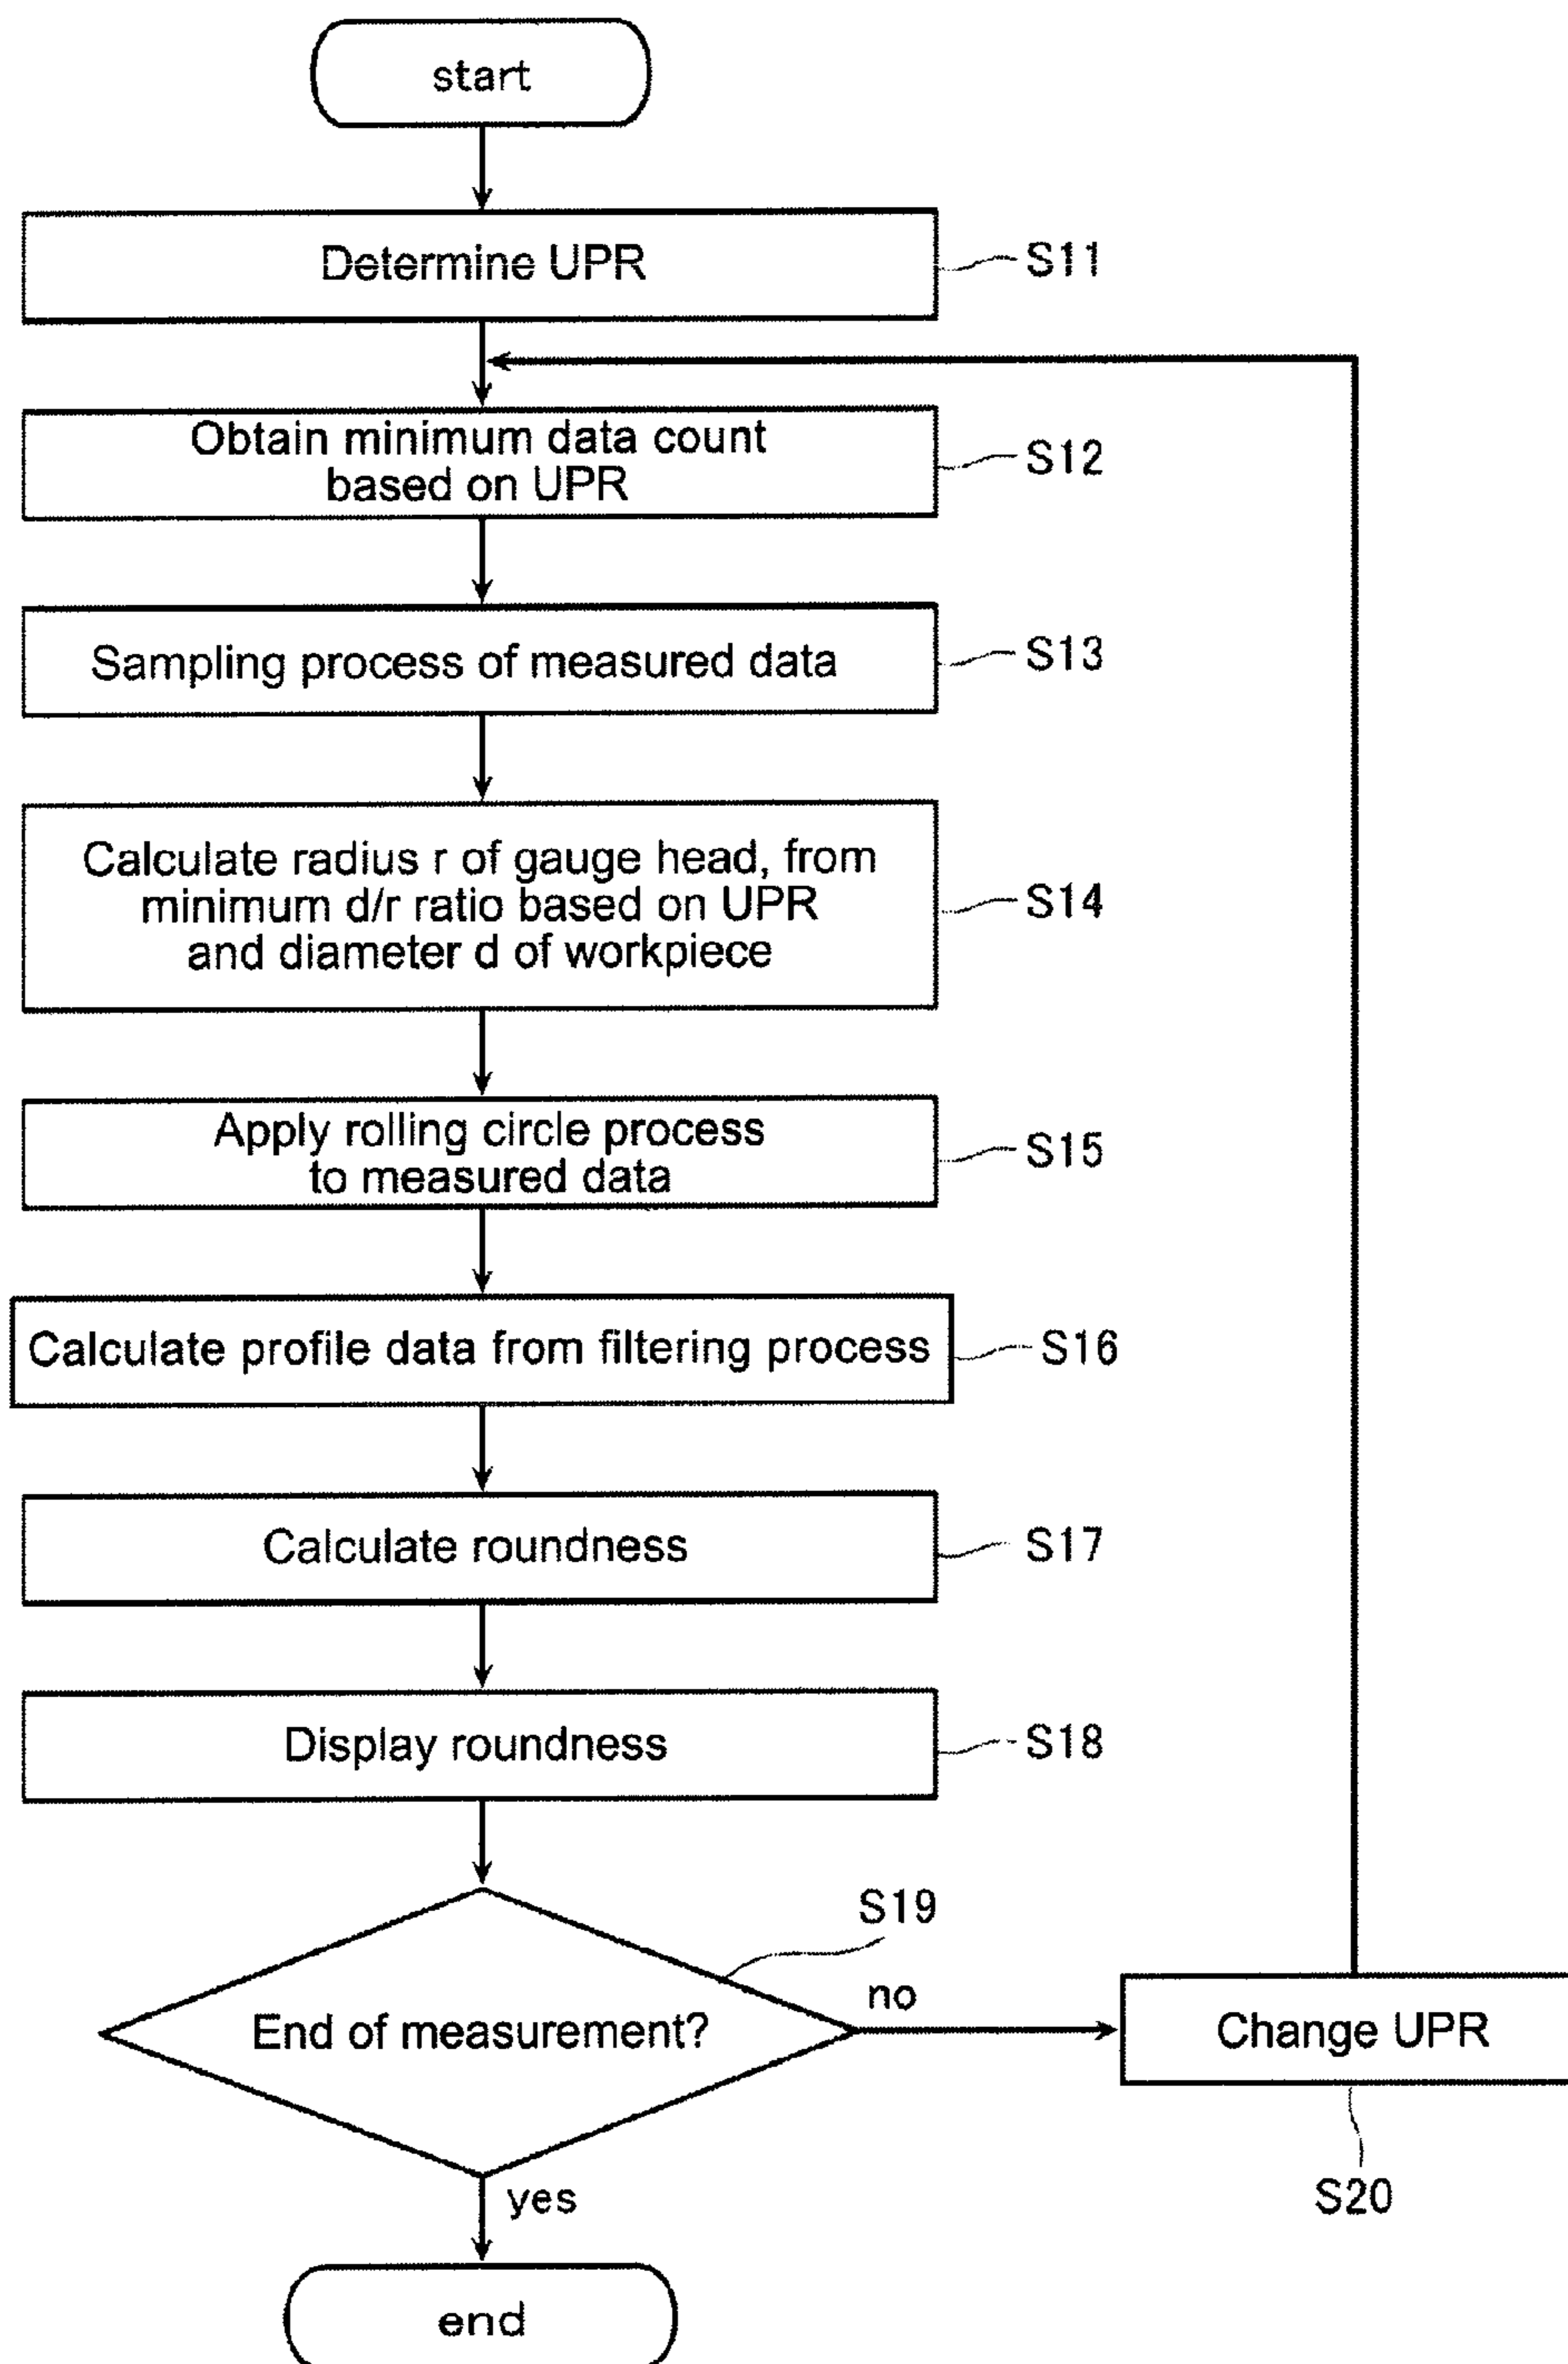 start
Determine UPR
S11
Obtain minimum data count
based on UPR
S12
Sampling process of measured data
S13
Calculate radius r of gauge head, from
minimum d/r ratio based on UPR
and diameter d of workpiece
S14
Apply rolling circle process
to measured data
S15
Calculate profile data from filtering process
S16
Calculate roundness
S17
Display roundness
S18
S19
End of measurement?
no
Change UPR
S20
yes
end